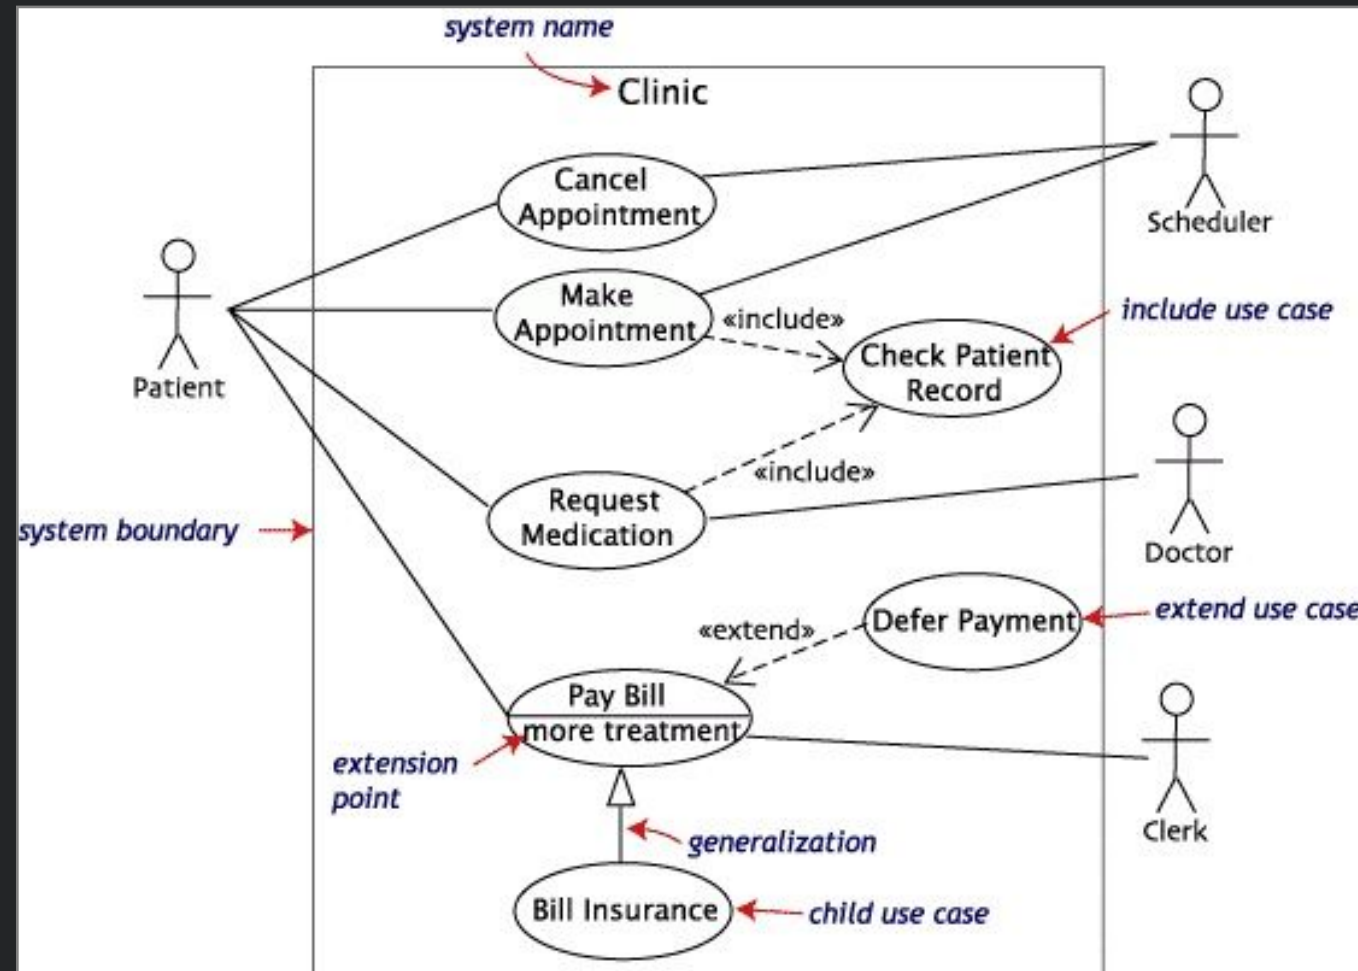 system name
Clinic
Cancel
Appointment
Scheduler
Make
Appointment
«include»
include use case
Check Patient
Record
Patient
«include»
Request
Medication
system boundary
Doctor
Defer Payment
extend use case
«extend»
Pay Bill
more treatment
extension
point
Clerk
generalization
Bill Insurance
child use case